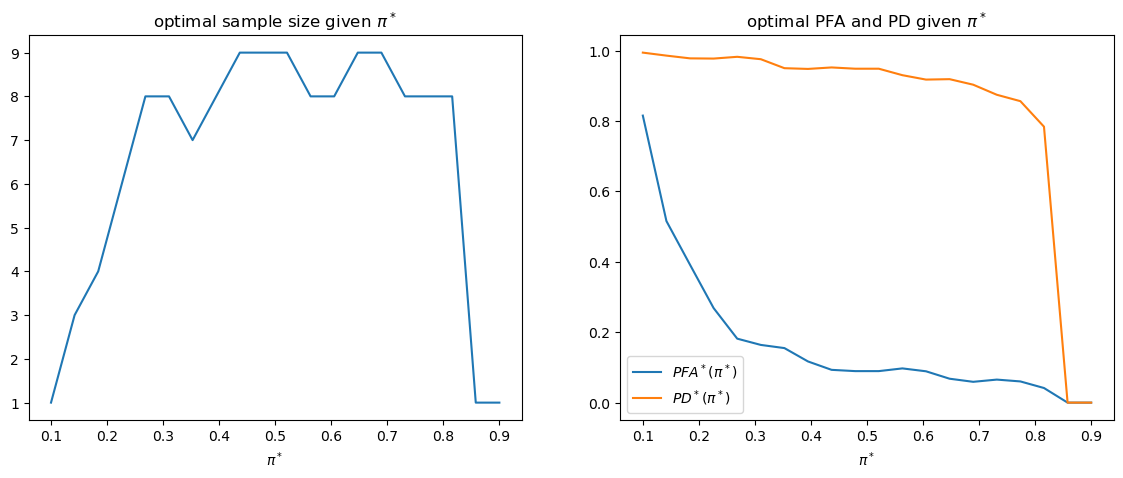 optimal sample size given π*
9
8
7
6
5
4
3
2
1
0.1 0.2 0.3 0.4 0.5 0.6 0.7 0.8 0.9
π*
optimal PFA and PD given π*
1.0
0.8
0.6
0.4
0.2
0.0
PFA*(π*)
PD*(π*)
0.1 0.2 0.3 0.4 0.5 0.6 0.7 0.8 0.9
π*